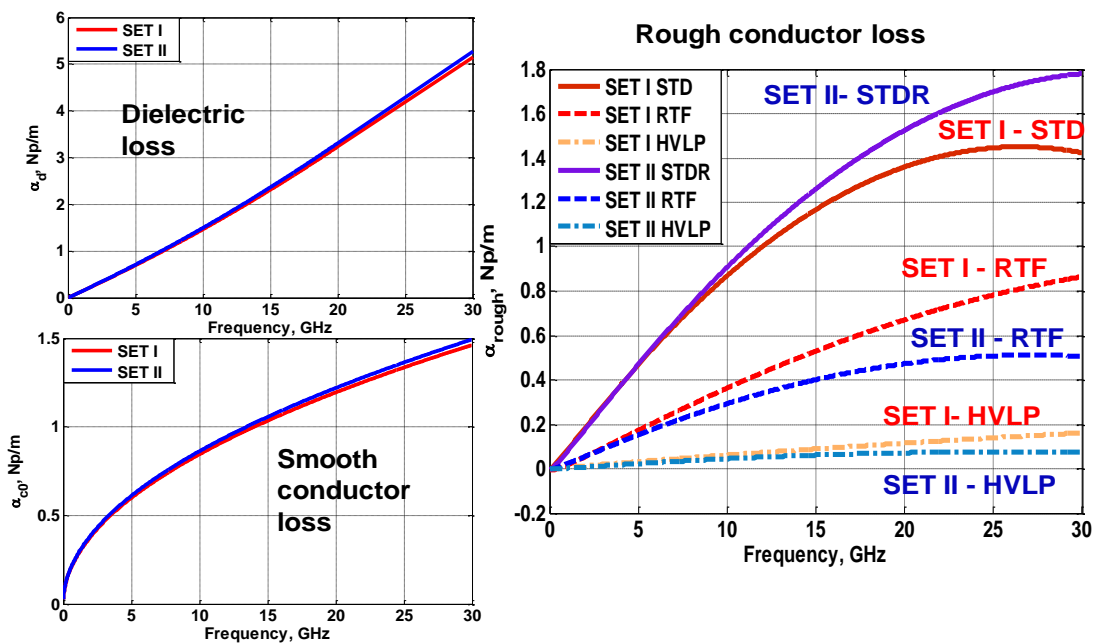 6
5
4
3
2
1
0
SET I
SET II
Dielectric
loss
αd, Np/m
0 5 10 15 20 25 30
Frequency, GHz
1.5
1
0.5
0
SET I
SET II
Smooth
conductor
loss
αc0, Np/m
0 5 10 15 20 25 30
Frequency, GHz
Rough conductor loss
1.8
1.6
1.4
1.2
1
0.8
0.6
0.4
0.2
0
-0.2
SET I STD
SET I RTF
SET I HVLP
SET II STDR
SET II RTF
SET II HVLP
SET II- STDR
SET I - STD
SET I - RTF
SET II - RTF
SET I- HVLP
SET II - HVLP
αrough, Np/m
0 5 10 15 20 25 30
Frequency, GHz